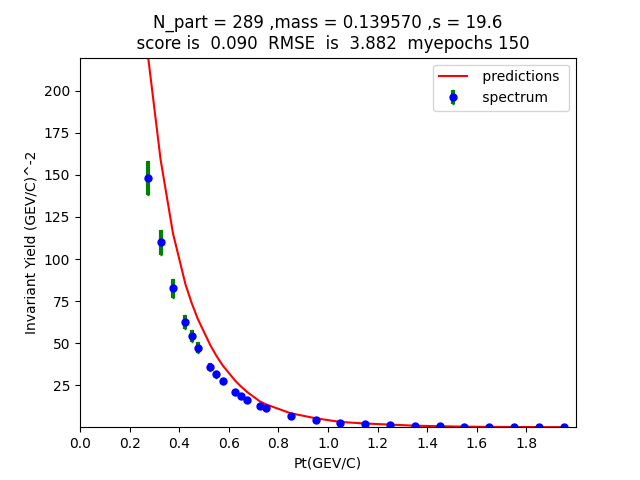 N_part = 289 ,mass = 0.139570 ,s = 19.6
score is 0.090 RMSE is 3.882 myepochs 150
predictions
spectrum
Invariant Yield (GEV/C)^-2
200
175
150
125
100
75
50
25
0.0 0.2 0.4 0.6 0.8 1.0 1.2 1.4 1.6 1.8
Pt(GEV/C)